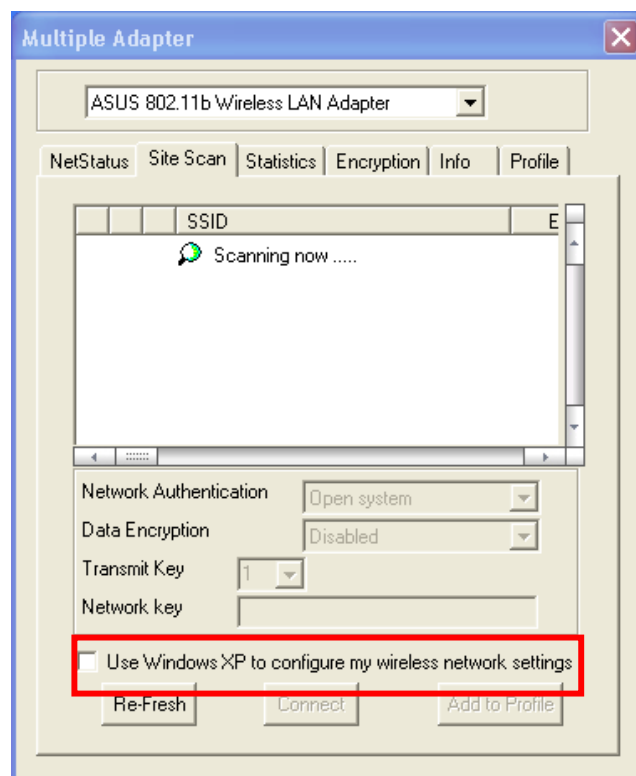 Multiple Adapter
ASUS 802.11b Wireless LAN Adapter
NetStatus Site Scan Statistics Encryption Info Profile
SSID E
Scanning now .....
Network Authentication Open system
Data Encryption Disabled
Transmit Key 1
Network key
Use Windows XP to configure my wireless network settings
Re-Fresh Connect Add to Profile